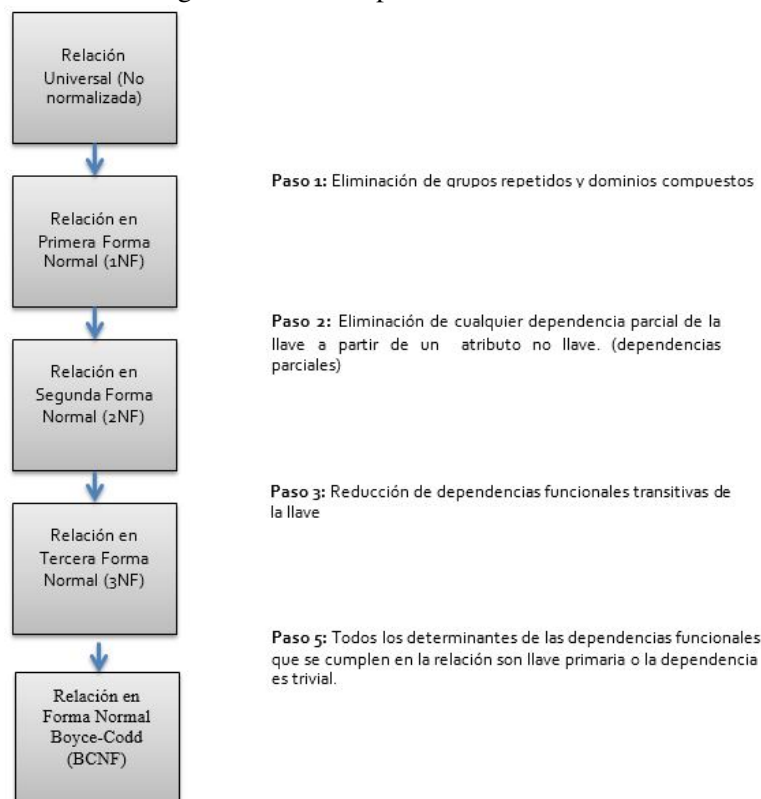 Relación
Universal (No
normalizada)
Paso 1: Eliminación de grupos repetidos y dominios compuestos
Relación en
Primera Forma
Normal (1NF)
Paso 2: Eliminación de cualquier dependencia parcial de la
llave a partir de un atributo no llave. (dependencias
parciales)
Relación en
Segunda Forma
Normal (2NF)
Paso 3: Reducción de dependencias funcionales transitivas de
la llave
Relación en
Tercera Forma
Normal (3NF)
Paso 5: Todos los determinantes de las dependencias funcionales
que se cumplen en la relación son llave primaria o la dependencia
es trivial.
Relación en
Forma Normal
Boyce-Codd
(BCNF)